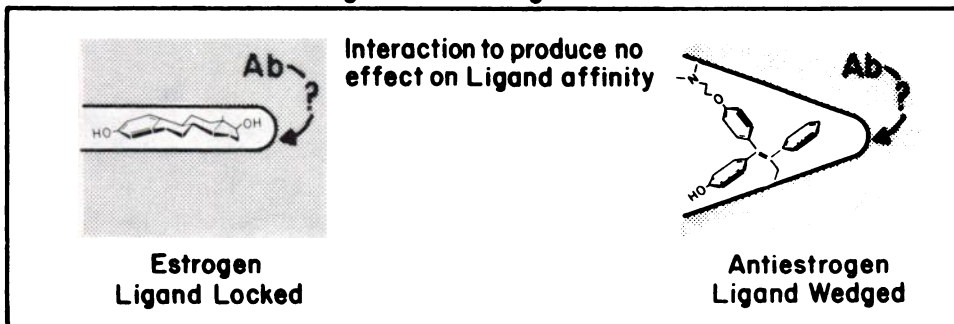 Interaction to produce no
effect on Ligand affinity
Ab
?
HO
OH
Estrogen
Ligand Locked
Ab
?
N
O
HO
Antiestrogen
Ligand Wedged